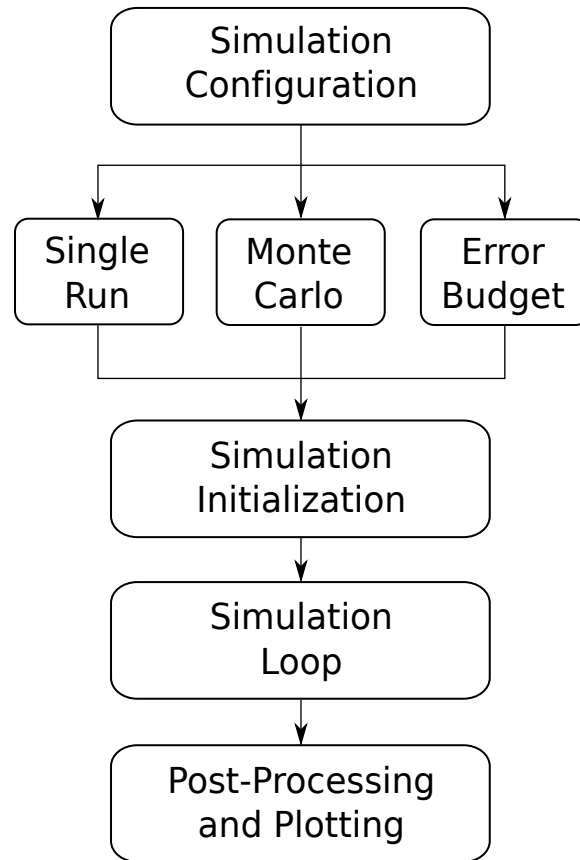 Simulation
Configuration
Single
Run
Monte
Carlo
Error
Budget
Simulation
Initialization
Simulation
Loop
Post-Processing
and Plotting